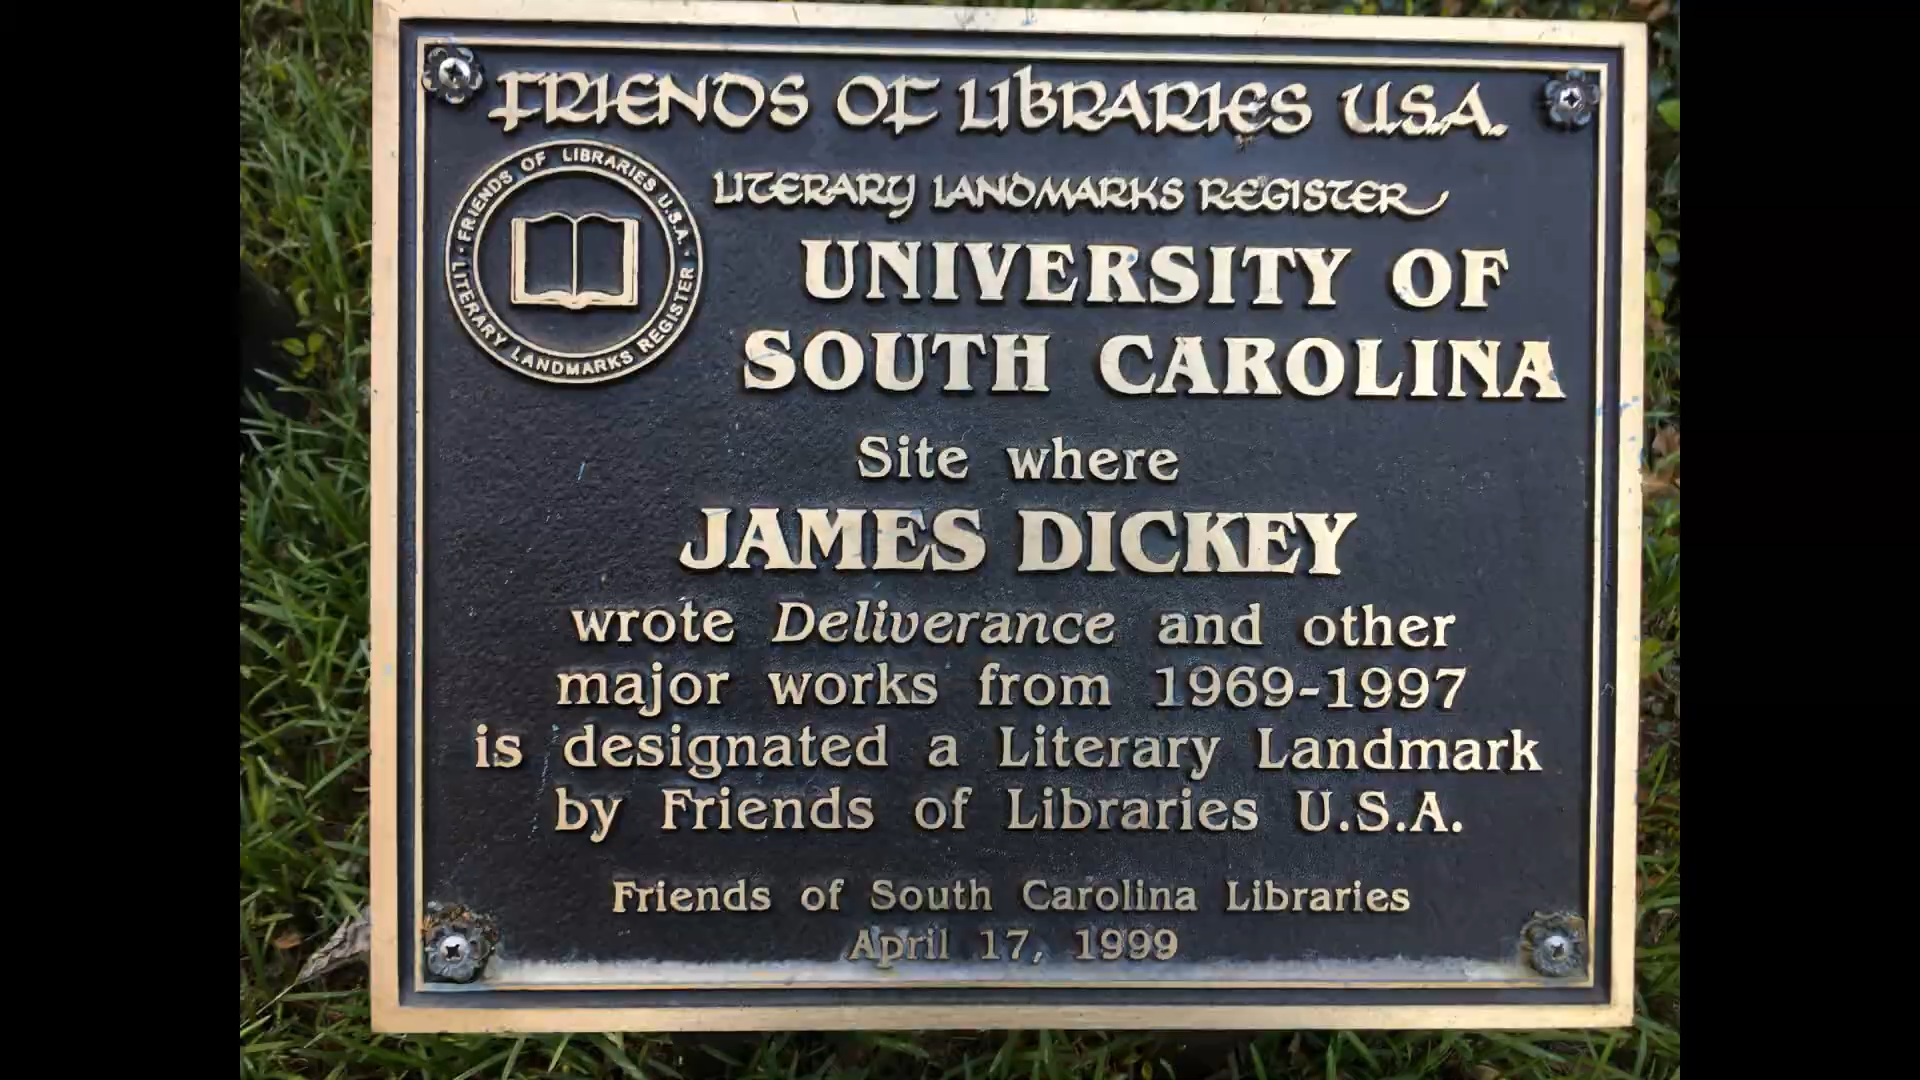 FRIENDS OF LIBRARIES U.S.A.
FRIENDS OF LIBRARIES U.S.A. · LITERARY LANDMARKS REGISTER ·
LITERARY LANDMARKS REGISTER
UNIVERSITY OF
SOUTH CAROLINA
Site where
JAMES DICKEY
wrote Deliverance and other
major works from 1969-1997
is designated a Literary Landmark
by Friends of Libraries U.S.A.
Friends of South Carolina Libraries
April 17, 1999